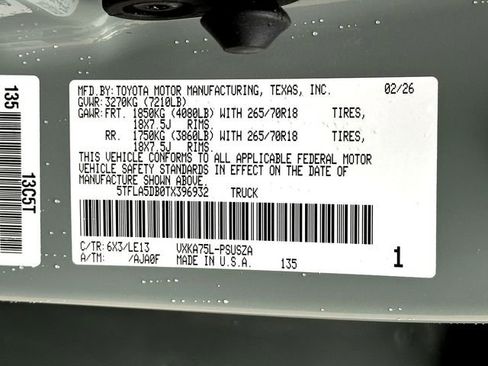 MFD.BY:TOYOTA MOTOR MANUFACTURING, TEXAS, INC. 02/26
GVWR: 3270KG (7210LB)
GAWR: FRT. 1850KG (4080LB) WITH 265/70R18 TIRES,
18X7.5J RIMS.
RR. 1750KG (3860LB) WITH 265/70R18 TIRES,
18X7.5J RIMS.
THIS VEHICLE CONFORMS TO ALL APPLICABLE FEDERAL MOTOR
VEHICLE SAFETY STANDARDS IN EFFECT ON THE DATE OF
MANUFACTURE SHOWN ABOVE.
5TFLA5DB0TX396932 TRUCK
C/TR: 6X3/LE13 VXKA75L-PSUSZA
A/TM: /AJA0F MADE IN U.S.A. 135 1
135
13C5T